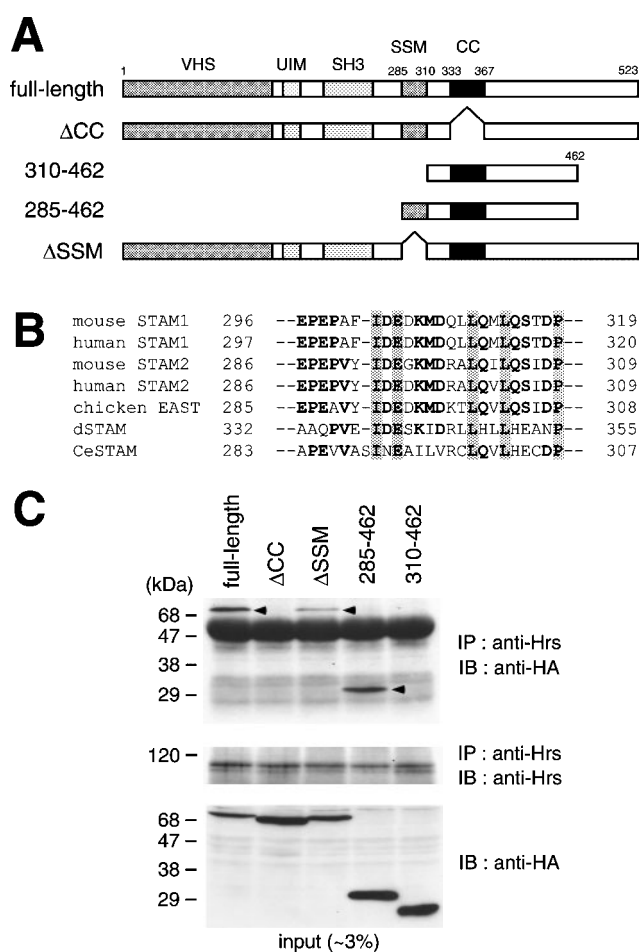 A
SSM CC
VHS UIM SH3
1 285 310 333 367 523
full-length
ΔCC
462
310-462
285-462
ΔSSM
B
mouse STAM1 296 --EPEPAF-IDEDKMDQLLQMLQSTDP-- 319
human STAM1 297 --EPEPAF-IDEDKMDQLLQMLQSTDP-- 320
mouse STAM2 286 --EPEPVY-IDEGKMDRALQILQSIDP-- 309
human STAM2 286 --EPEPVY-IDEDKMDRALQVLQSIDP-- 309
chicken EAST 285 --EPEAVY-IDEDKMDKTLQVLQSIDP-- 308
dSTAM 332 --AAQPVE-IDESKIDRLLHLLHEANP-- 355
CeSTAM 283 --APEVVASINEAILVRCLQVLHECDP-- 307
C
full-length ΔCC ΔSSM 285-462 310-462
(kDa)
68
47
38
29
IP : anti-Hrs
IB : anti-HA
120
IP : anti-Hrs
IB : anti-Hrs
68
47
38
29
IB : anti-HA
input (~3%)